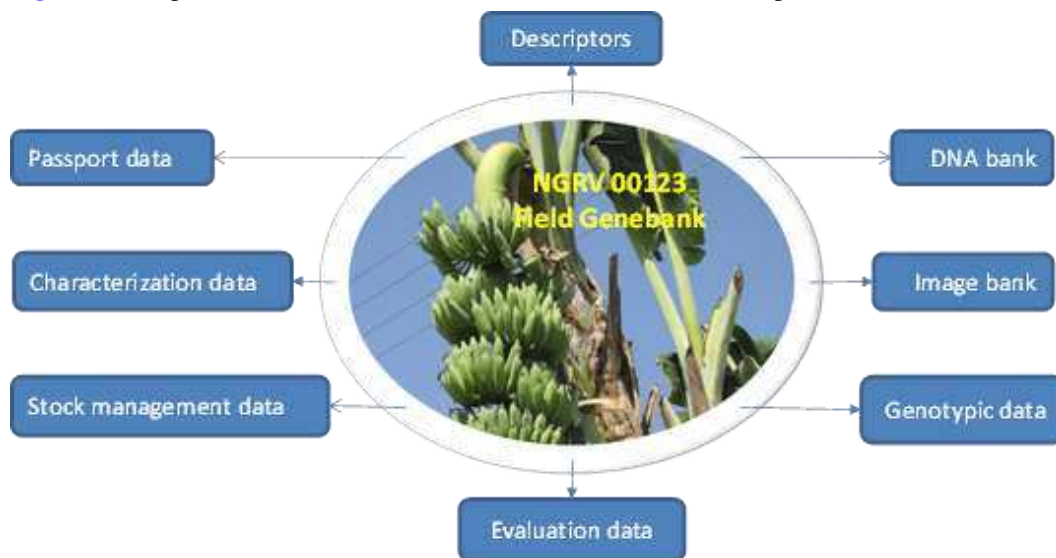 Descriptors
Passport data
DNA bank
NGRV 00123
Field Genebank
Characterization data
Image bank
Stock management data
Genotypic data
Evaluation data